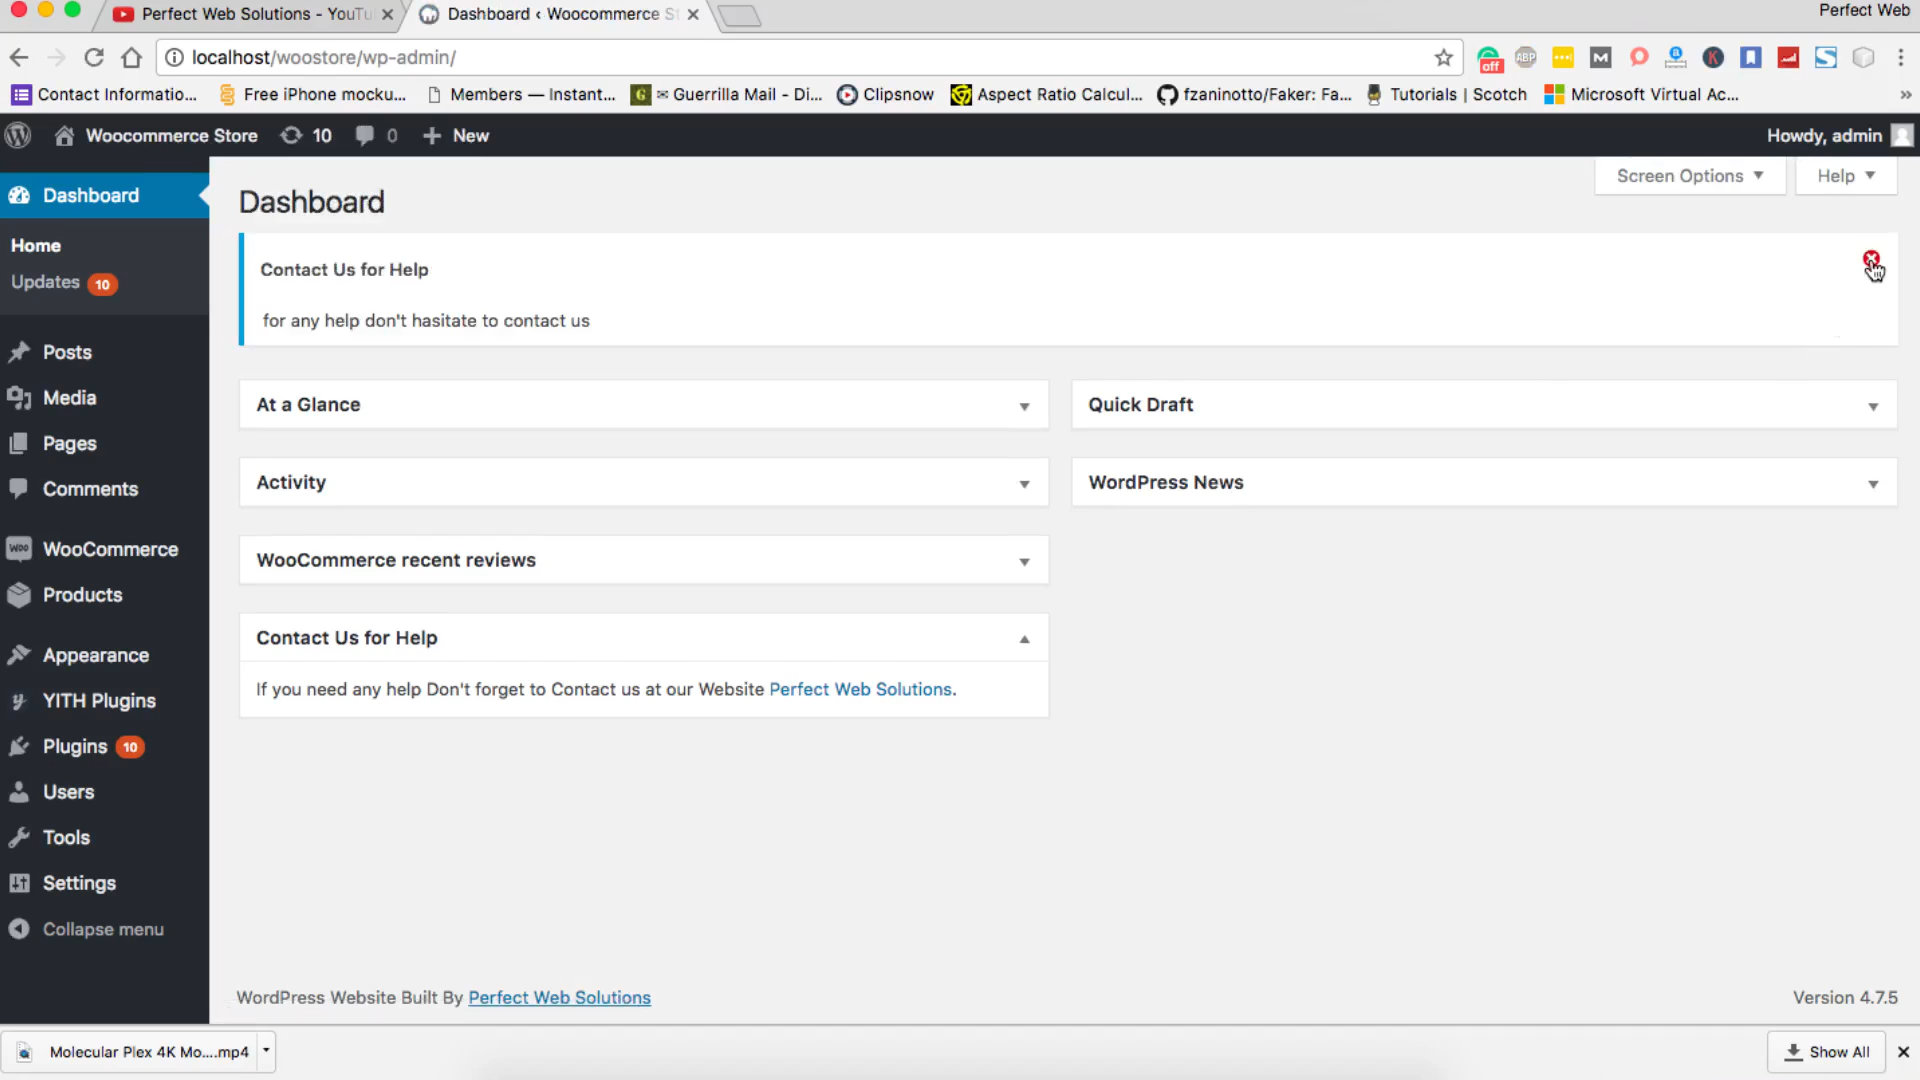 Perfect Web Solutions - YouTu
Dashboard ‹ Woocommerce St
Perfect Web
localhost/woostore/wp-admin/
off
ABP
M
K
S
Contact Informatio...
Free iPhone mocku...
Members — Instant...
G
Guerrilla Mail - Di...
Clipsnow
Aspect Ratio Calcul...
fzaninotto/Faker: Fa...
Tutorials | Scotch
Microsoft Virtual Ac...
»
Woocommerce Store
10
0
New
Howdy, admin
Dashboard
Home
Updates 10
Posts
Media
Pages
Comments
woo
WooCommerce
Products
Appearance
y
YITH Plugins
Plugins 10
Users
Tools
Settings
Collapse menu
Screen Options
Help
Dashboard
Contact Us for Help
for any help don't hasitate to contact us
At a Glance
Quick Draft
Activity
WordPress News
WooCommerce recent reviews
Contact Us for Help
If you need any help Don't forget to Contact us at our Website Perfect Web Solutions.
WordPress Website Built By Perfect Web Solutions
Version 4.7.5
Molecular Plex 4K Mo....mp4
Show All